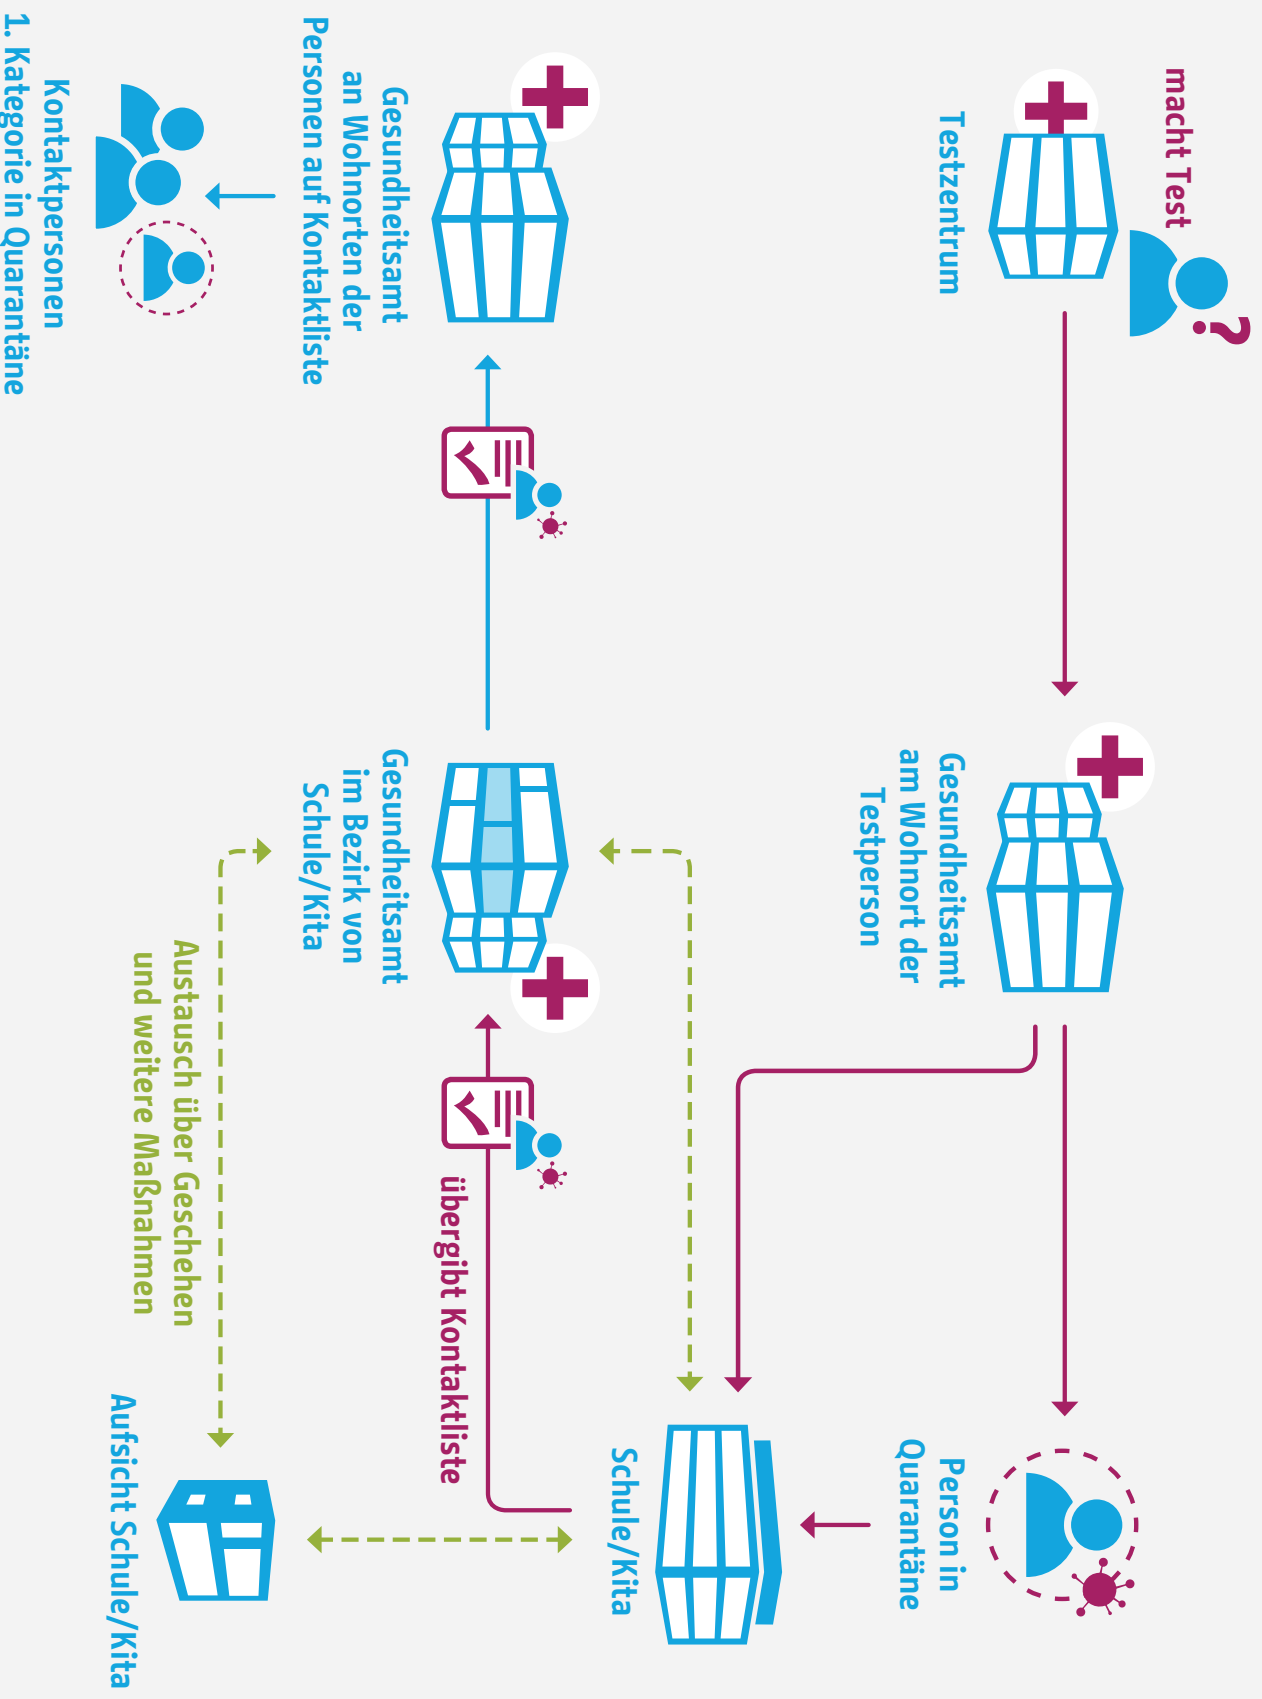 macht Test
Testzentrum
Gesundheitsamt
am Wohnort der
Testperson
Person in
Quarantäne
Gesundheitsamt
an Wohnorten der
Personen auf Kontaktliste
Gesundheitsamt
im Bezirk von
Schule/Kita
übergibt Kontaktliste
Schule/Kita
Kontaktpersonen
1. Kategorie in Quarantäne
Austausch über Geschehen
und weitere Maßnahmen
Aufsicht Schule/Kita